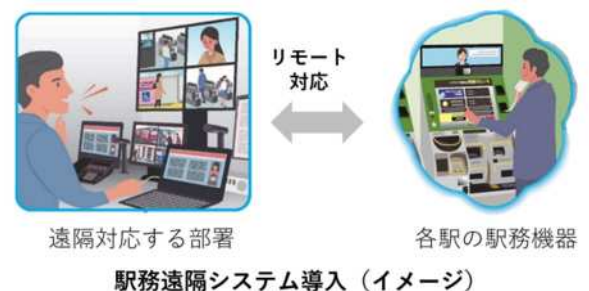 リモート
対応
遠隔対応する部署
各駅の駅務機器
駅務遠隔システム導入（イメージ）